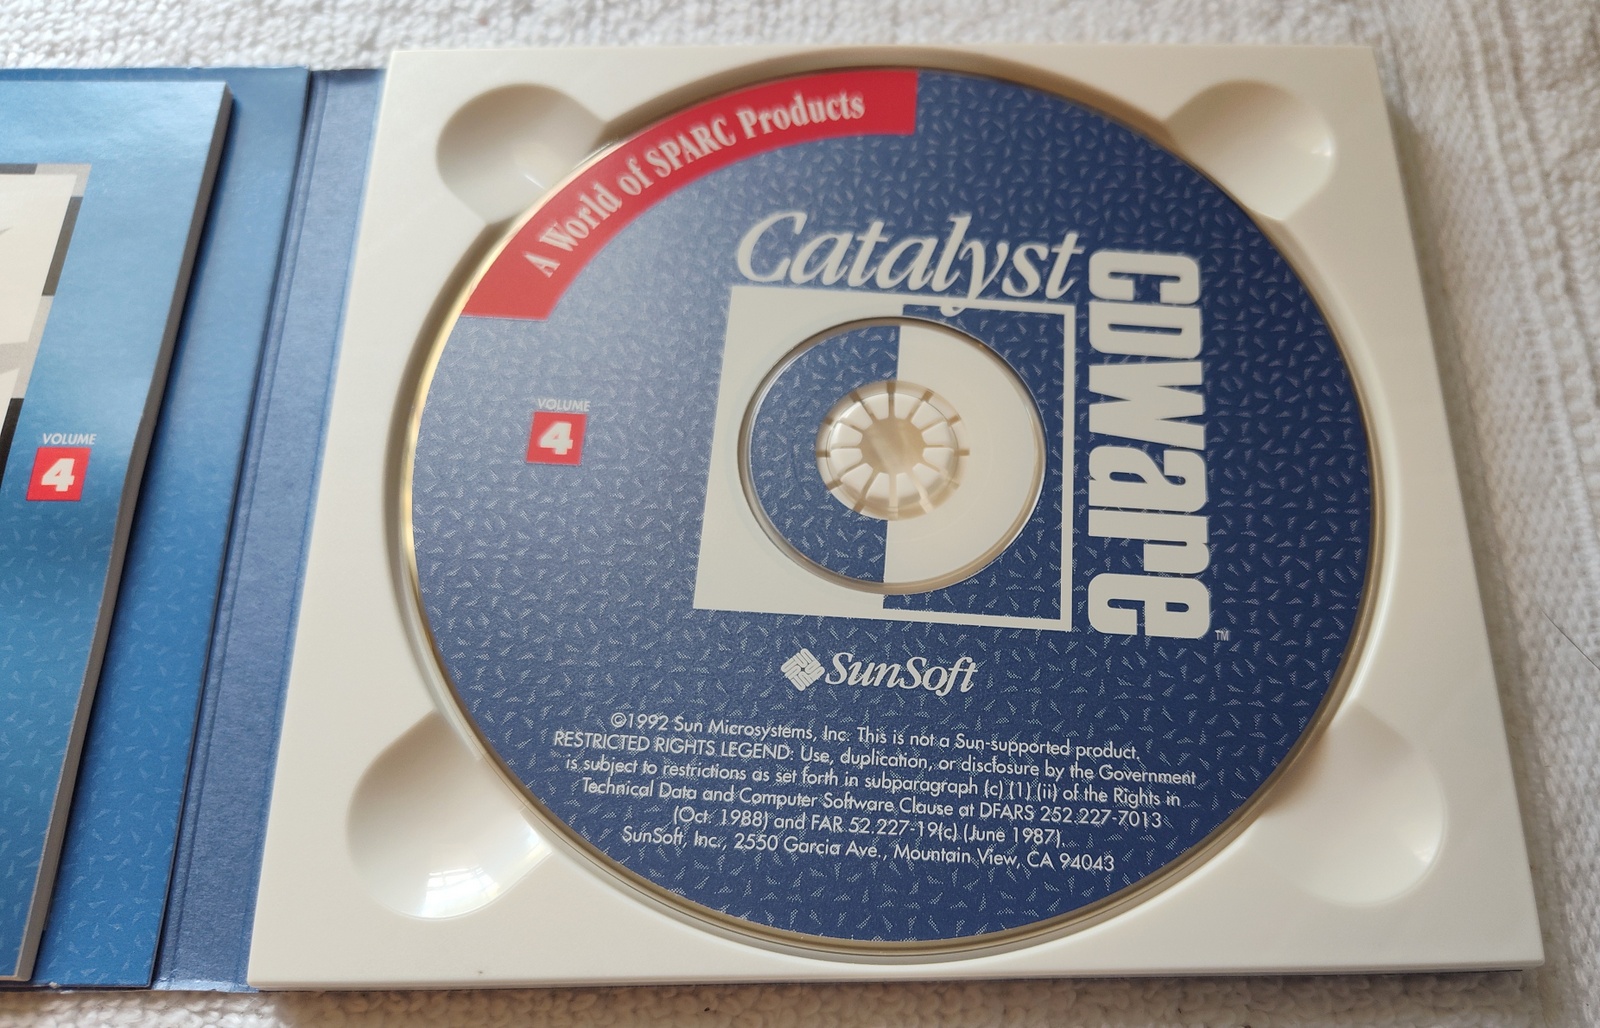 A World of SPARC Products
Catalyst
CDware
VOLUME
4
VOLUME
4
TM
SunSoft
©1992 Sun Microsystems, Inc. This is not a Sun-supported product.
RESTRICTED RIGHTS LEGEND: Use, duplication, or disclosure by the Government
is subject to restrictions as set forth in subparagraph (c) (1) (ii) of the Rights in
Technical Data and Computer Software Clause at DFARS 252.227-7013
(Oct. 1988) and FAR 52.227-19(c) (June 1987).
SunSoft, Inc., 2550 Garcia Ave., Mountain View, CA 94043